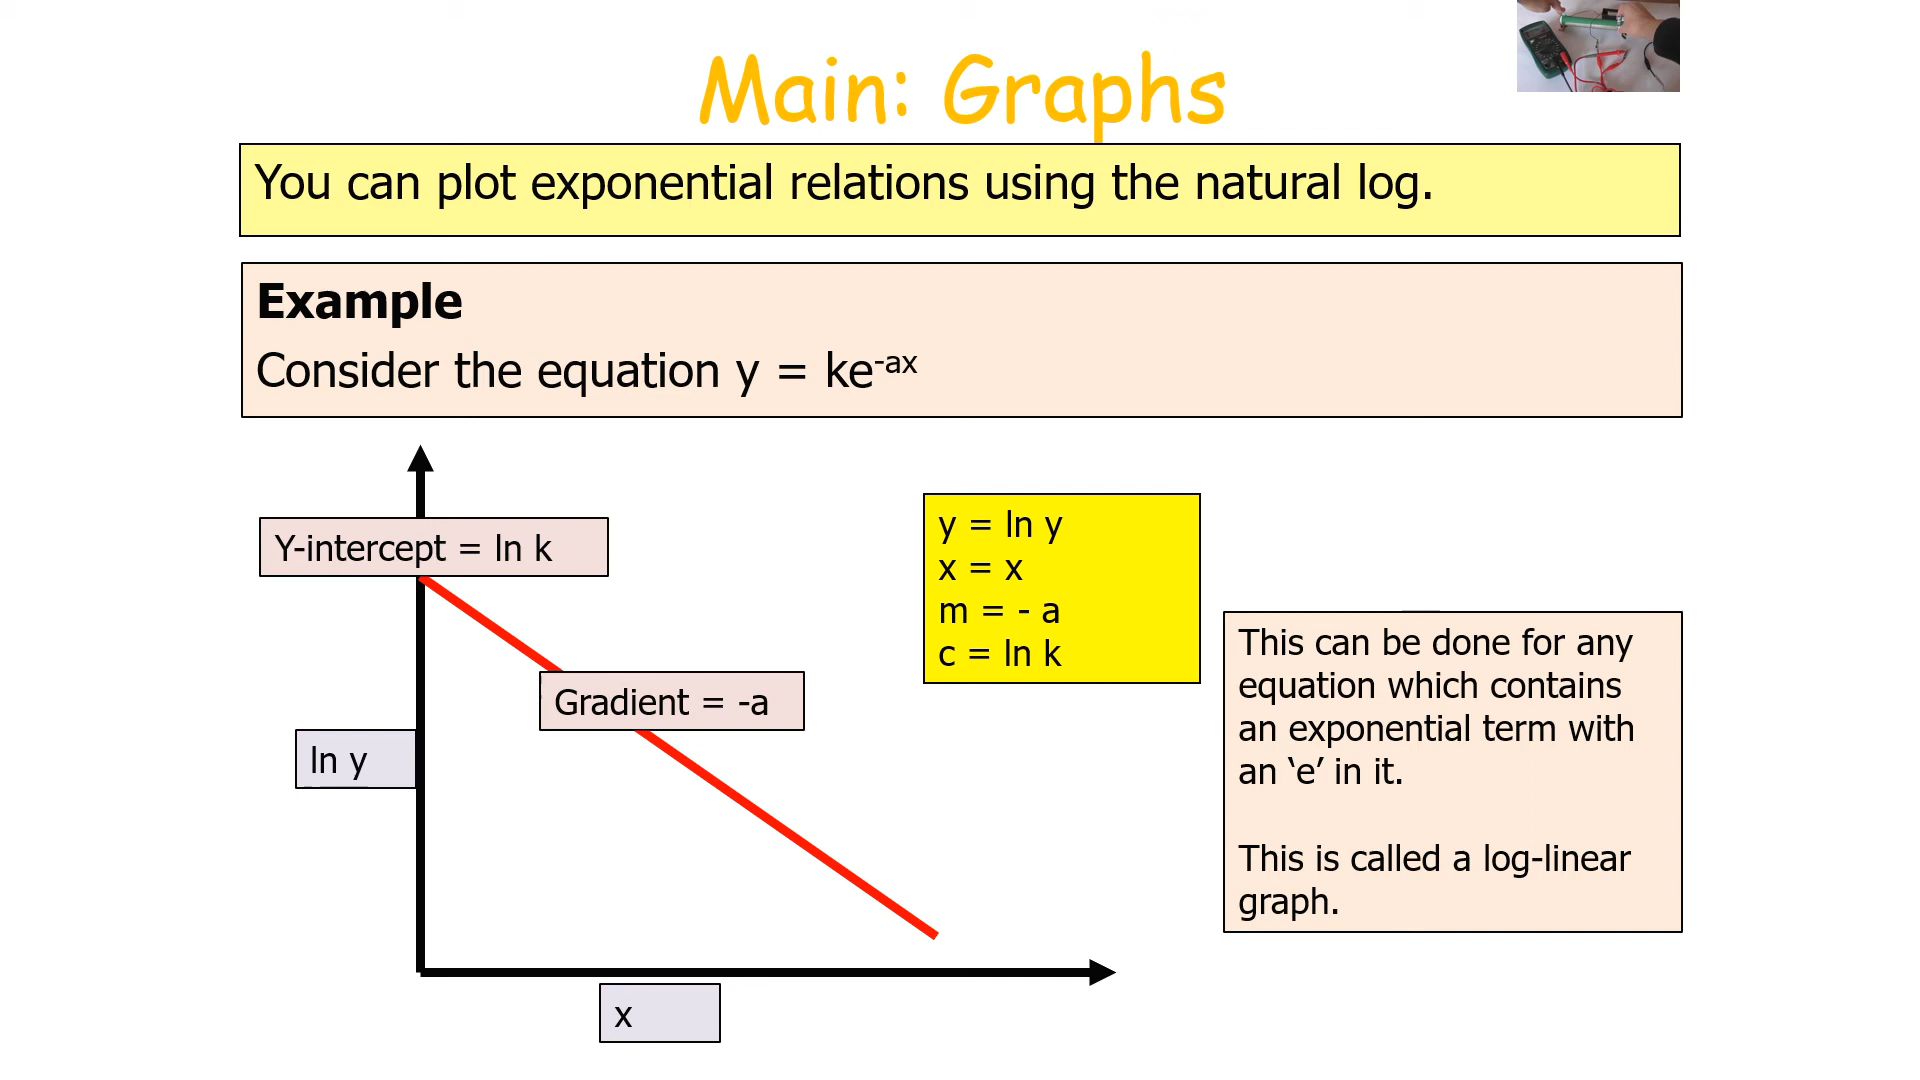 Main: Graphs
You can plot exponential relations using the natural log.
Example
Consider the equation y = ke⁻ᵃˣ
Y-intercept = ln k
Gradient = -a
ln y
x
y = ln y
x = x
m = - a
c = ln k
This can be done for any
equation which contains
an exponential term with
an ‘e’ in it.
This is called a log-linear
graph.